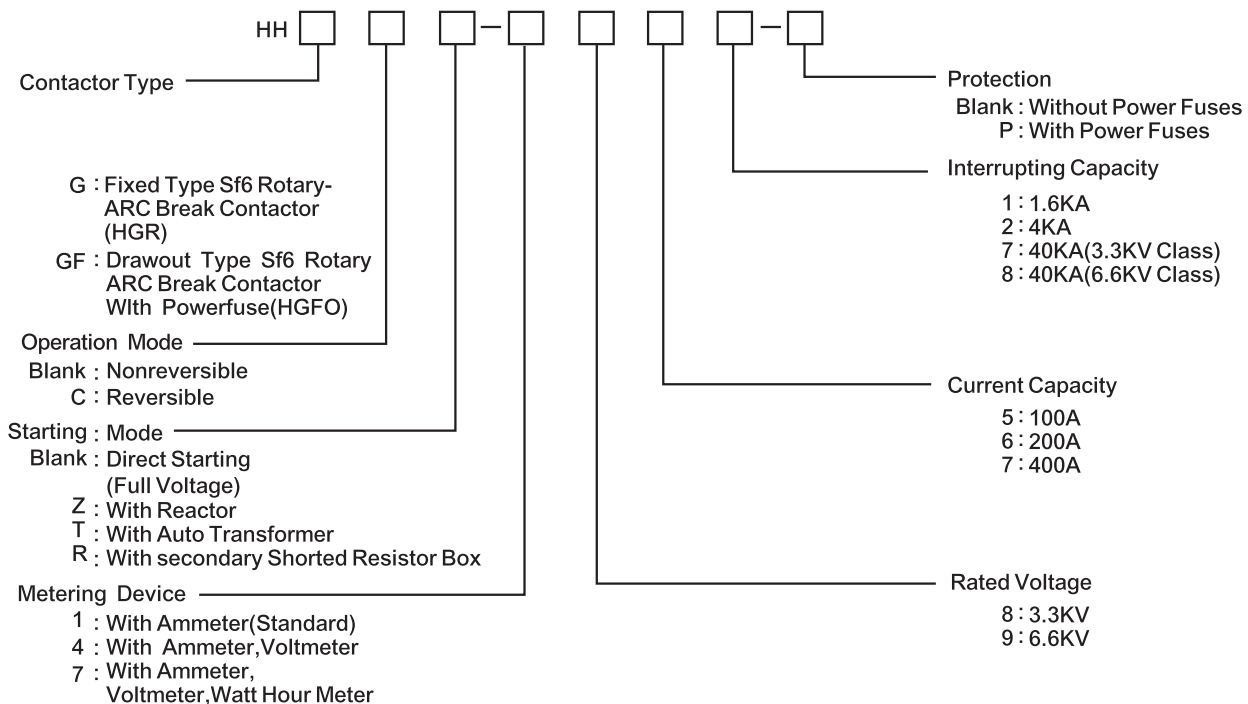 HH
Contactor Type
G : Fixed Type Sf6 Rotary-
ARC Break Contactor
(HGR)
GF : Drawout Type Sf6 Rotary
ARC Break Contactor
WIth Powerfuse(HGFO)
Operation Mode
Blank : Nonreversible
C : Reversible
Starting : Mode
Blank : Direct Starting
(Full Voltage)
Z : With Reactor
T : With Auto Transformer
R : With secondary Shorted Resistor Box
Metering Device
1 : With Ammeter(Standard)
4 : With Ammeter,Voltmeter
7 : With Ammeter,
Voltmeter,Watt Hour Meter
Protection
Blank : Without Power Fuses
P : With Power Fuses
Interrupting Capacity
1 : 1.6KA
2 : 4KA
7 : 40KA(3.3KV Class)
8 : 40KA(6.6KV Class)
Current Capacity
5 : 100A
6 : 200A
7 : 400A
Rated Voltage
8 : 3.3KV
9 : 6.6KV